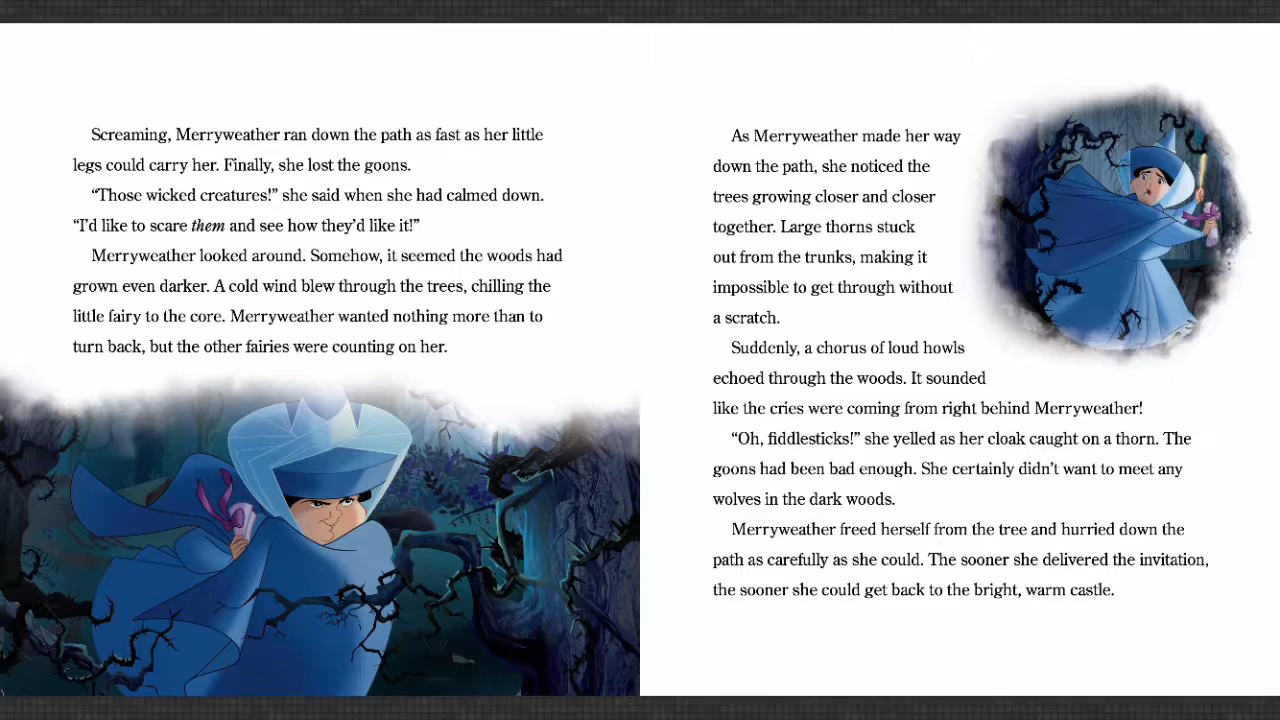 Screaming, Merryweather ran down the path as fast as her little
legs could carry her. Finally, she lost the goons.
“Those wicked creatures!” she said when she had calmed down.
“I’d like to scare them and see how they’d like it!”
Merryweather looked around. Somehow, it seemed the woods had
grown even darker. A cold wind blew through the trees, chilling the
little fairy to the core. Merryweather wanted nothing more than to
turn back, but the other fairies were counting on her.
As Merryweather made her way
down the path, she noticed the
trees growing closer and closer
together. Large thorns stuck
out from the trunks, making it
impossible to get through without
a scratch.
Suddenly, a chorus of loud howls
echoed through the woods. It sounded
like the cries were coming from right behind Merryweather!
“Oh, fiddlesticks!” she yelled as her cloak caught on a thorn. The
goons had been bad enough. She certainly didn’t want to meet any
wolves in the dark woods.
Merryweather freed herself from the tree and hurried down the
path as carefully as she could. The sooner she delivered the invitation,
the sooner she could get back to the bright, warm castle.